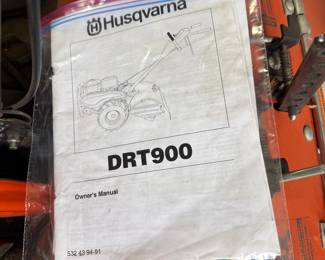 Husqvarna
DRT900
Owner's Manual
532 43 94-91